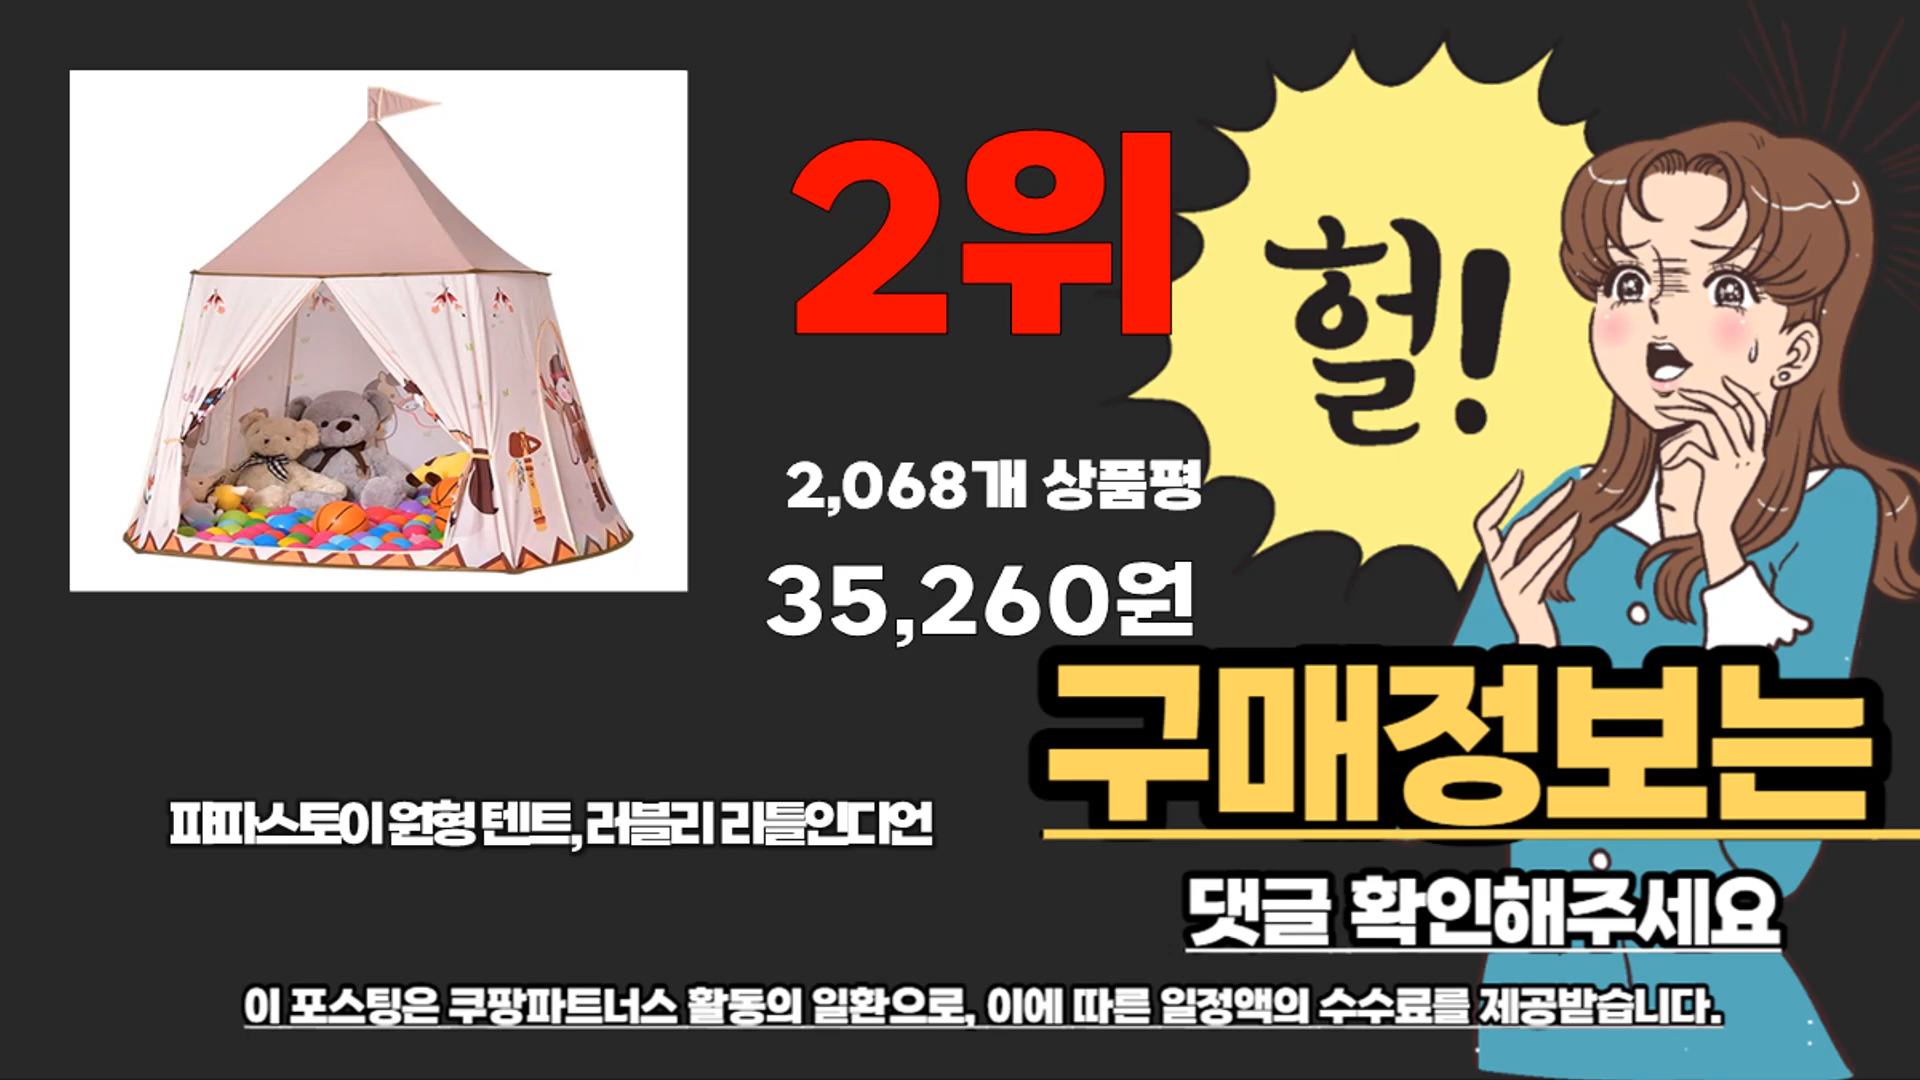 2위
헐!
2,068개 상품평
35,260원
구매정보는
피파스토이 원형 텐트, 러블리 리틀인디언
댓글 확인해주세요
이 포스팅은 쿠팡파트너스 활동의 일환으로, 이에 따른 일정액의 수수료를 제공받습니다.